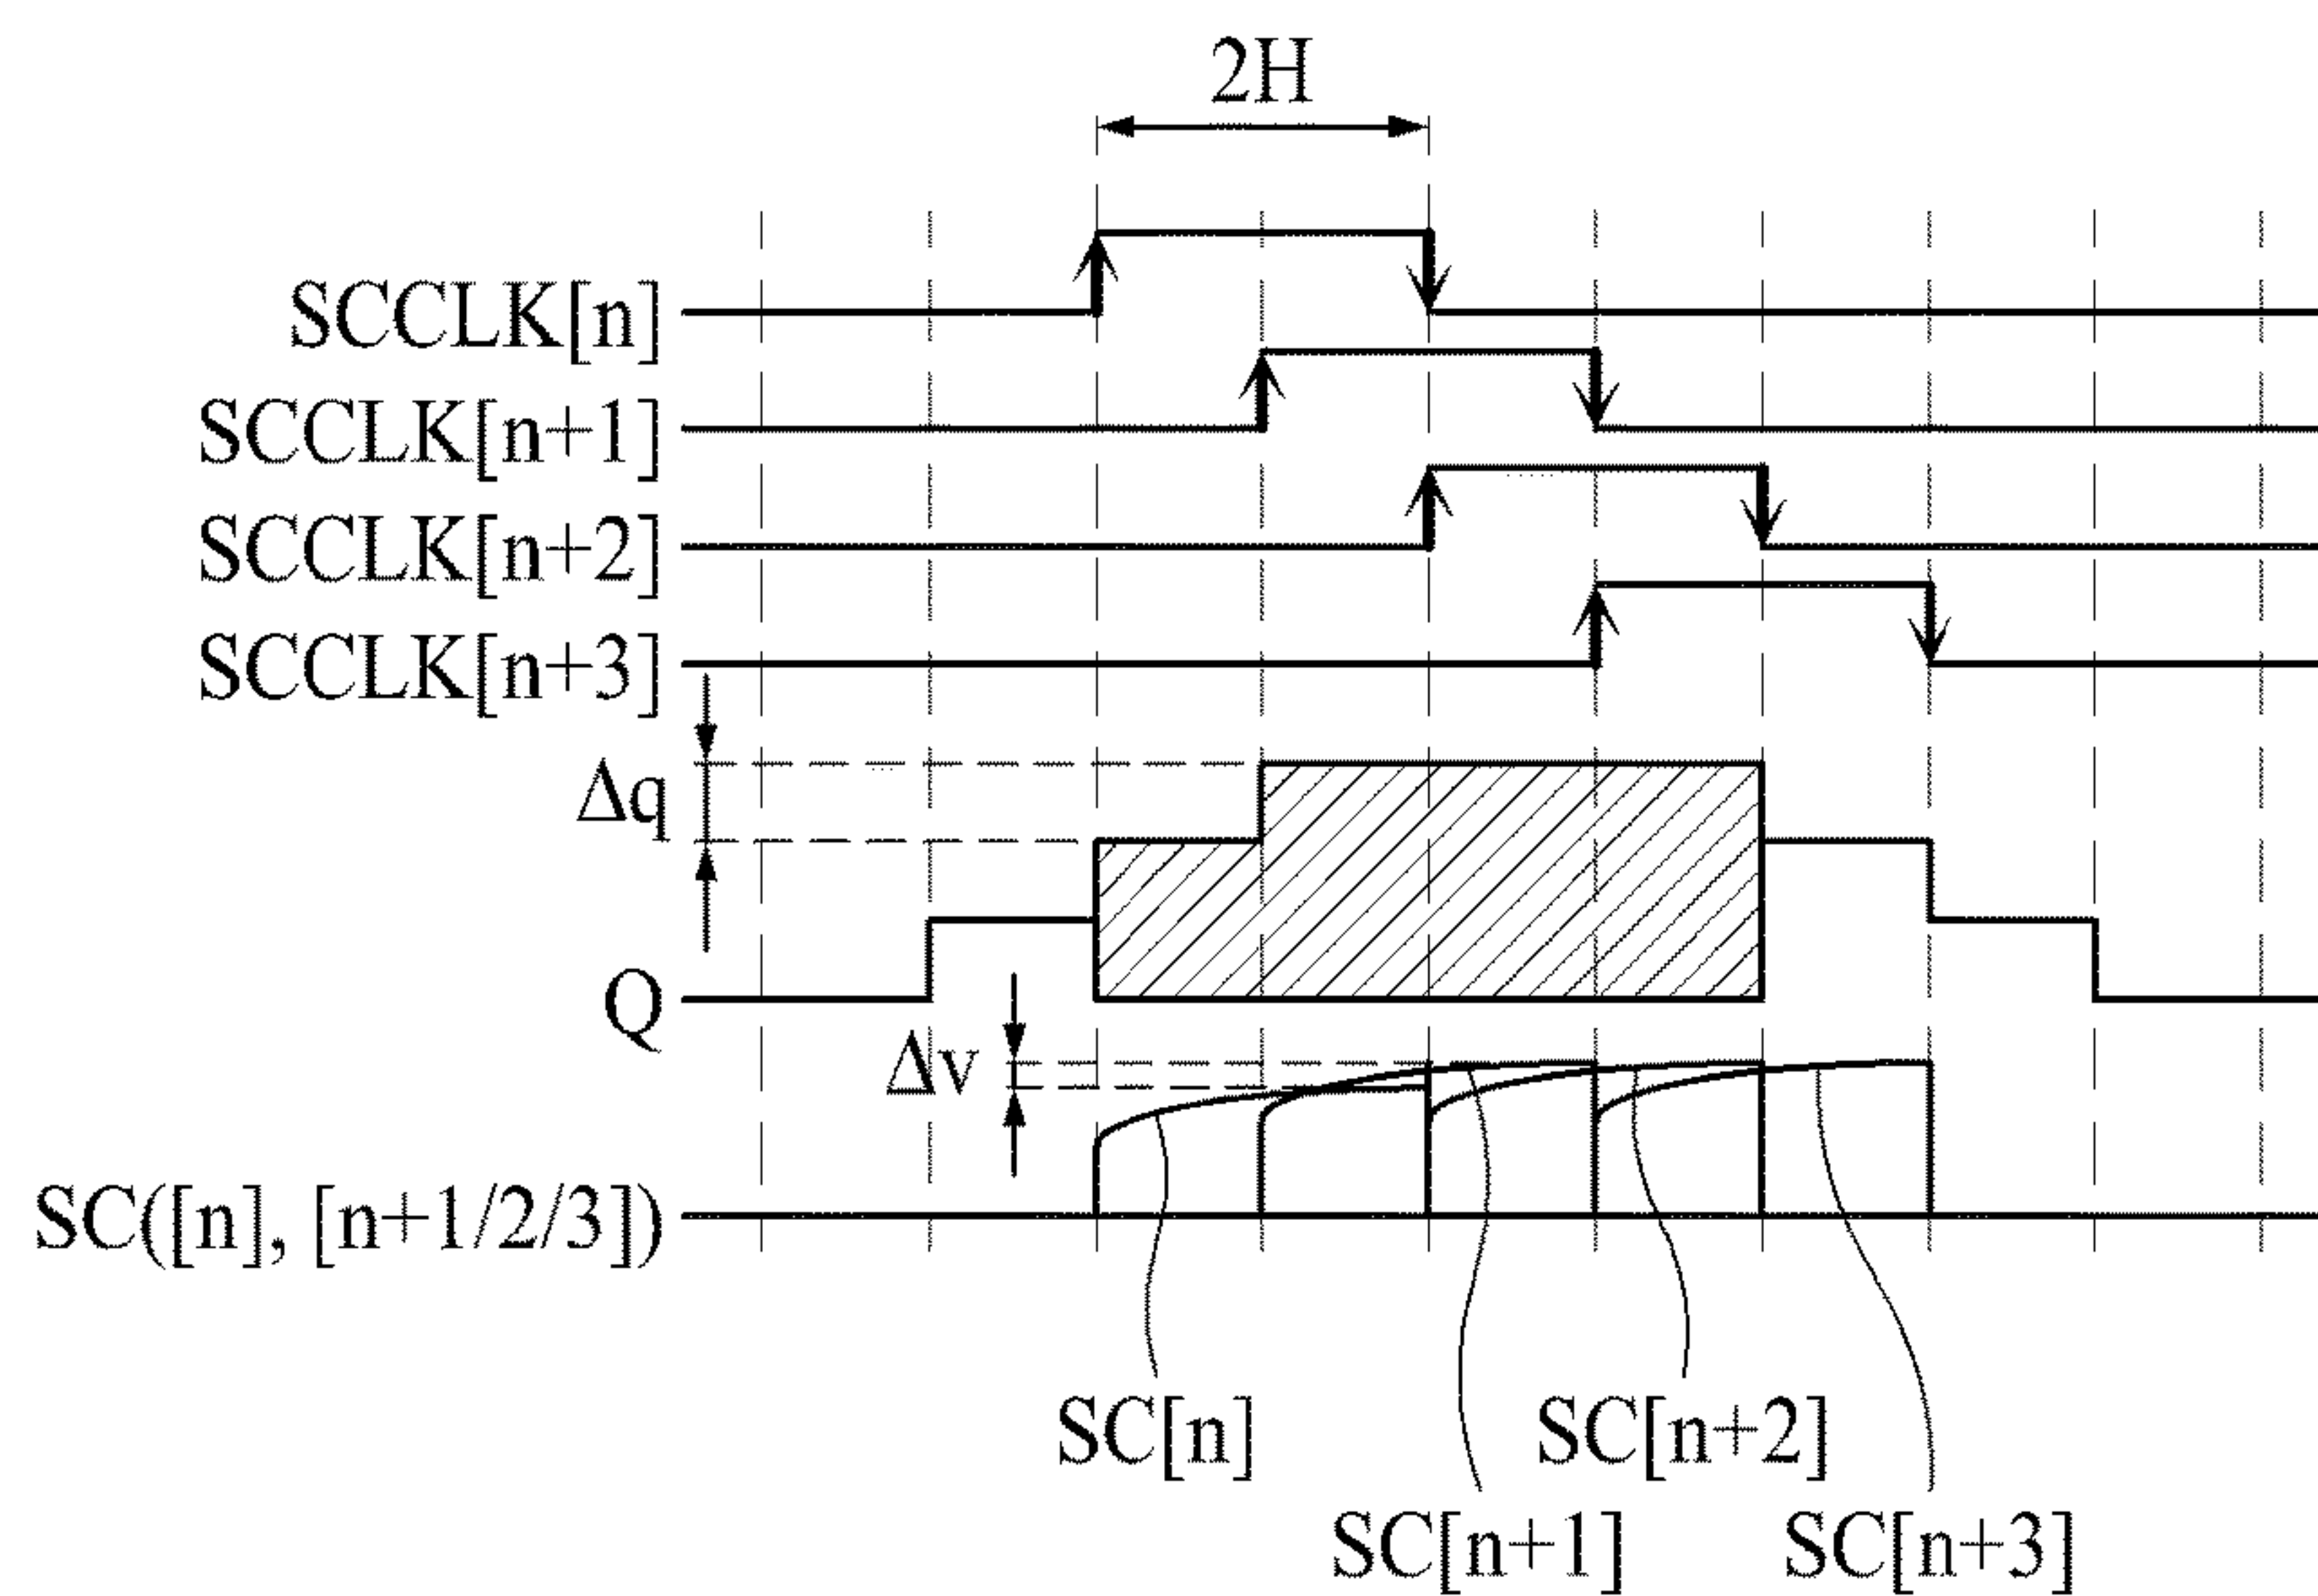 2H
SCCLK[n]
SCCLK[n+1]
SCCLK[n+2]
SCCLK[n+3]
Δq
Q
Δv
SC([n], [n+1/2/3])
SC[n]
SC[n+2]
SC[n+1]
SC[n+3]